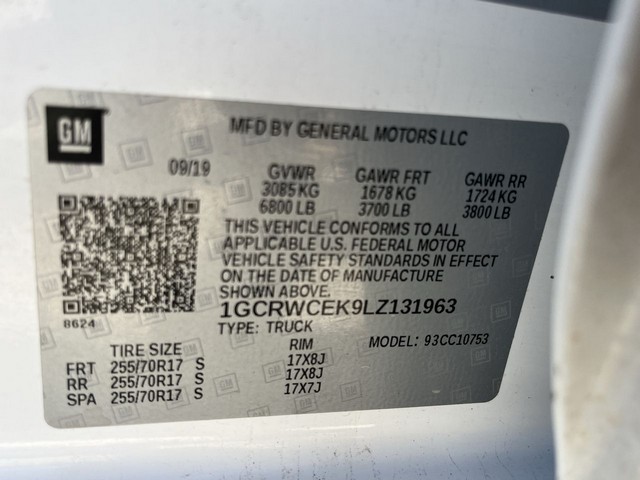 GM
MFD BY GENERAL MOTORS LLC
09/19 GVWR GAWR FRT GAWR RR
3085 KG 1678 KG 1724 KG
6800 LB 3700 LB 3800 LB
THIS VEHICLE CONFORMS TO ALL
APPLICABLE U.S. FEDERAL MOTOR
VEHICLE SAFETY STANDARDS IN EFFECT
ON THE DATE OF MANUFACTURE
SHOWN ABOVE.
8624
1GCRWCEK9LZ131963
TYPE: TRUCK MODEL: 93CC10753
TIRE SIZE RIM
FRT 255/70R17 S 17X8J
RR 255/70R17 S 17X8J
SPA 255/70R17 S 17X7J